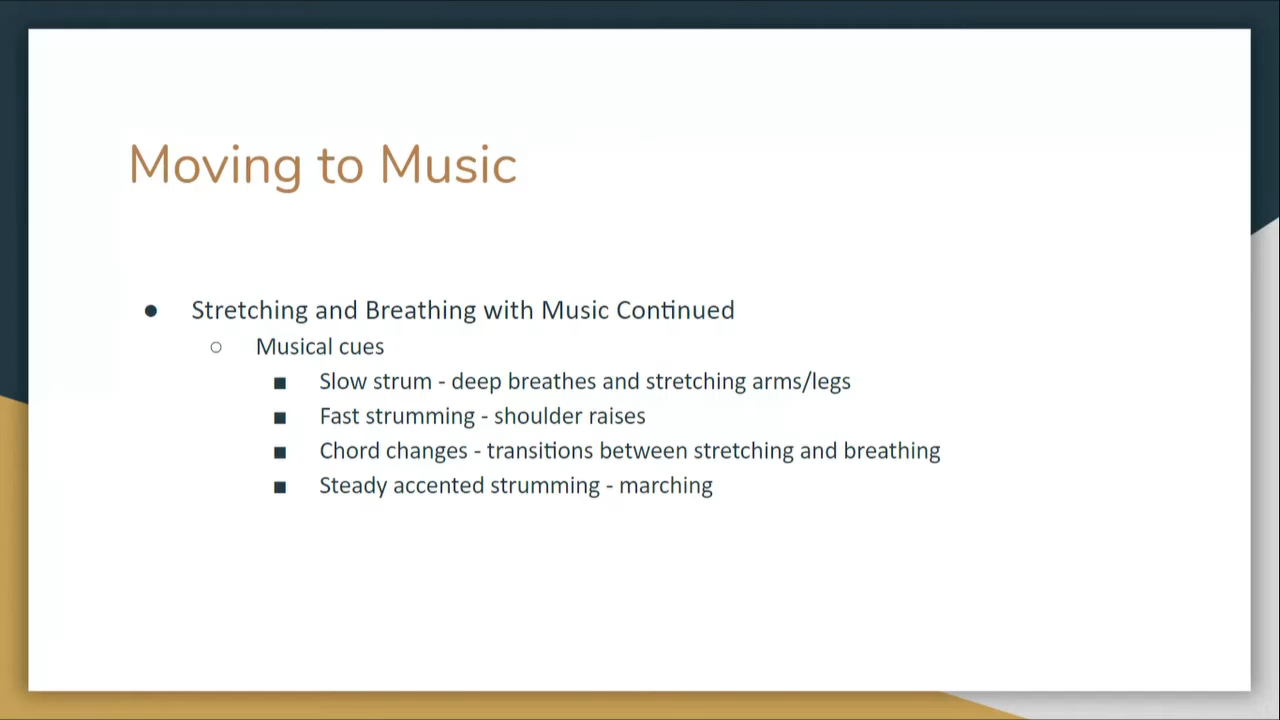 Moving to Music
● Stretching and Breathing with Music Continued
○ Musical cues
■ Slow strum - deep breathes and stretching arms/legs
■ Fast strumming - shoulder raises
■ Chord changes - transitions between stretching and breathing
■ Steady accented strumming - marching